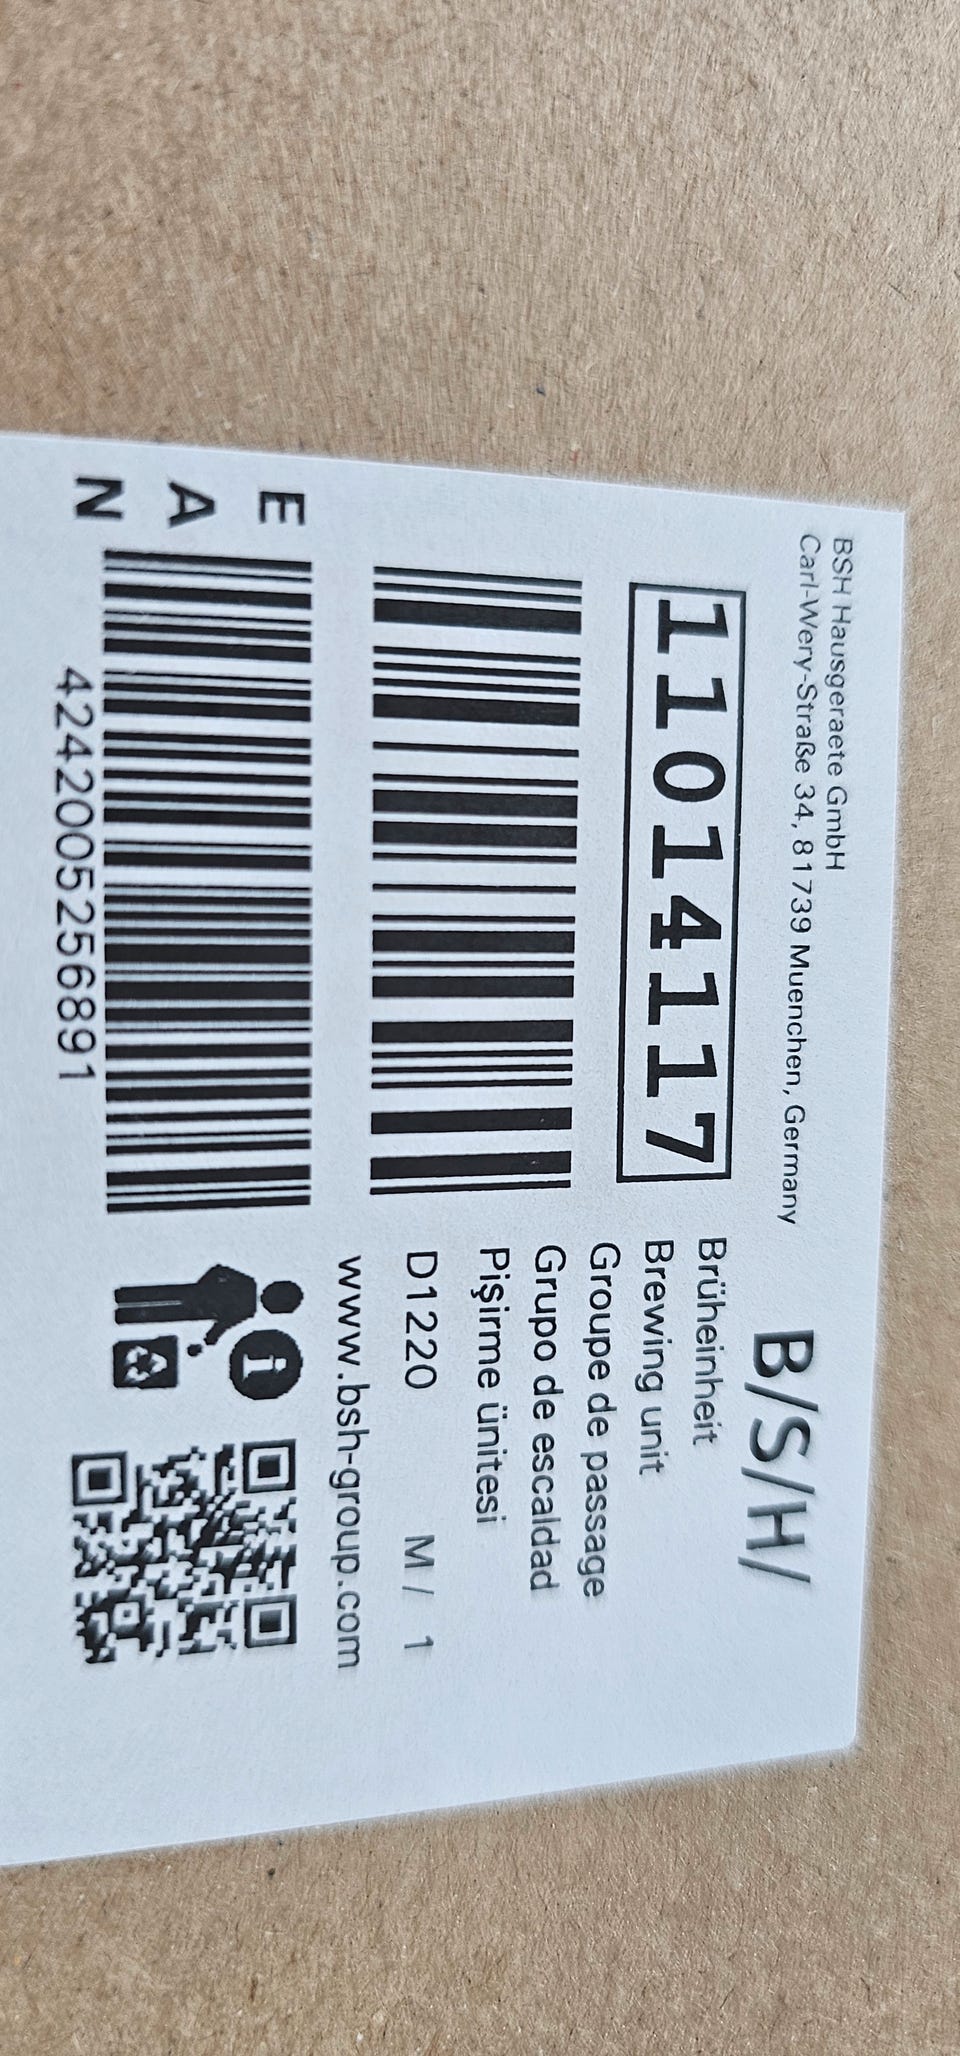 BSH Hausgeraete GmbH
Carl-Wery-Straße 34, 81739 Muenchen, Germany
B/S/H/
11014117
Brüheinheit
Brewing unit
Groupe de passage
Grupo de escaldad
Pişirme ünitesi
D1220 M / 1
www.bsh-group.com
E
A
N
4242005256891
i